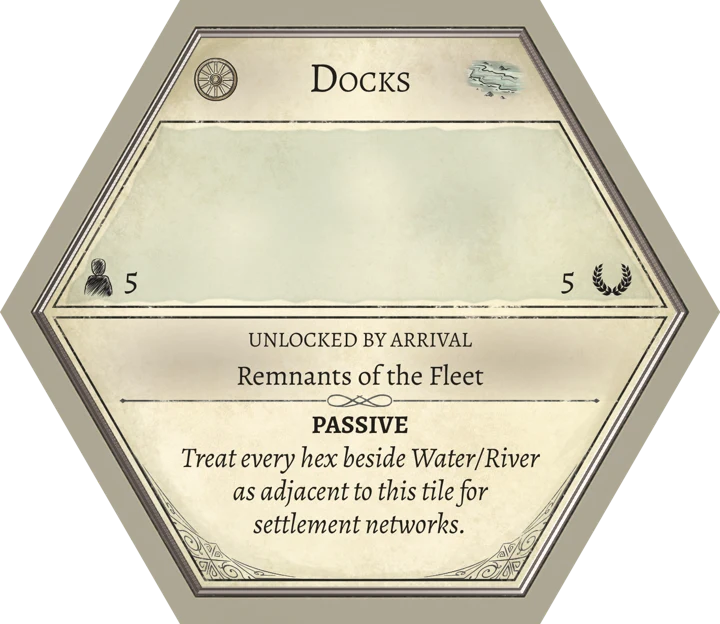 Docks
5
5
UNLOCKED BY ARRIVAL
Remnants of the Fleet
PASSIVE
Treat every hex beside Water/River
as adjacent to this tile for
settlement networks.